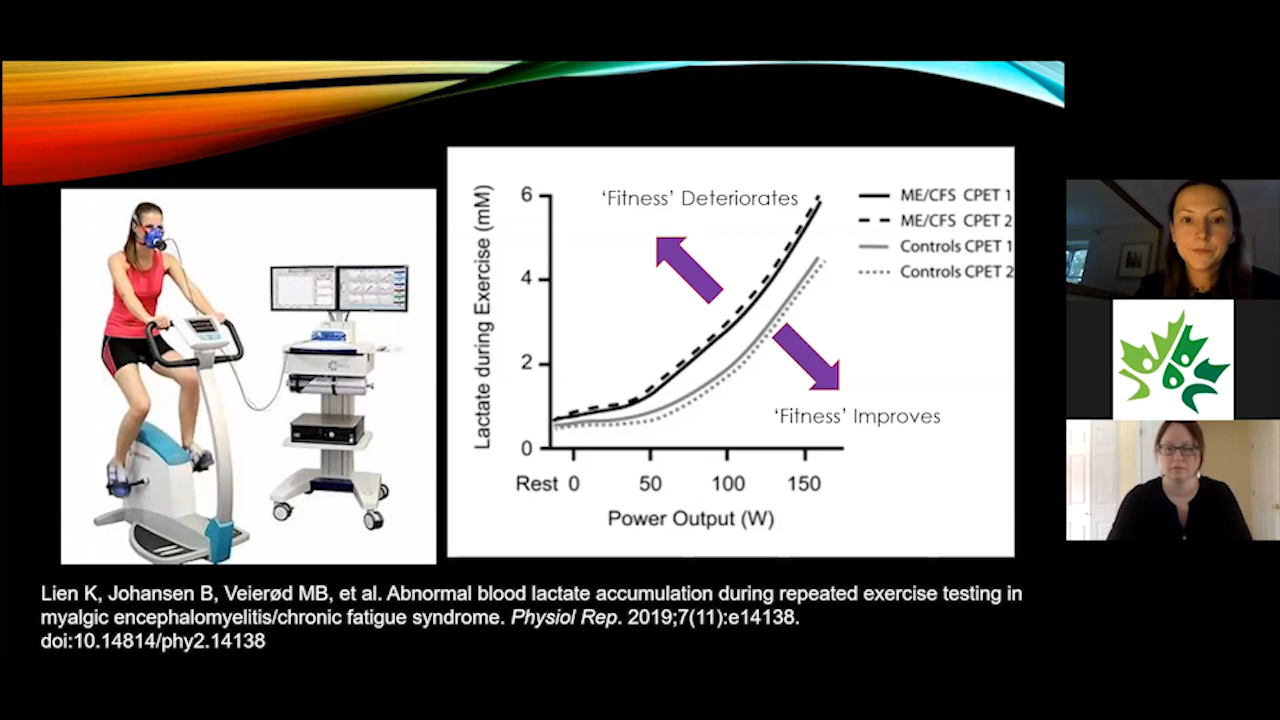 'Fitness' Deteriorates
ME/CFS CPET 1
ME/CFS CPET 2
Controls CPET 1
Controls CPET 2
Lactate during Exercise (mM)
6
4
2
0
'Fitness' Improves
Rest 0 50 100 150
Power Output (W)
Lien K, Johansen B, Veierød MB, et al. Abnormal blood lactate accumulation during repeated exercise testing in
myalgic encephalomyelitis/chronic fatigue syndrome. Physiol Rep. 2019;7(11):e14138.
doi:10.14814/phy2.14138